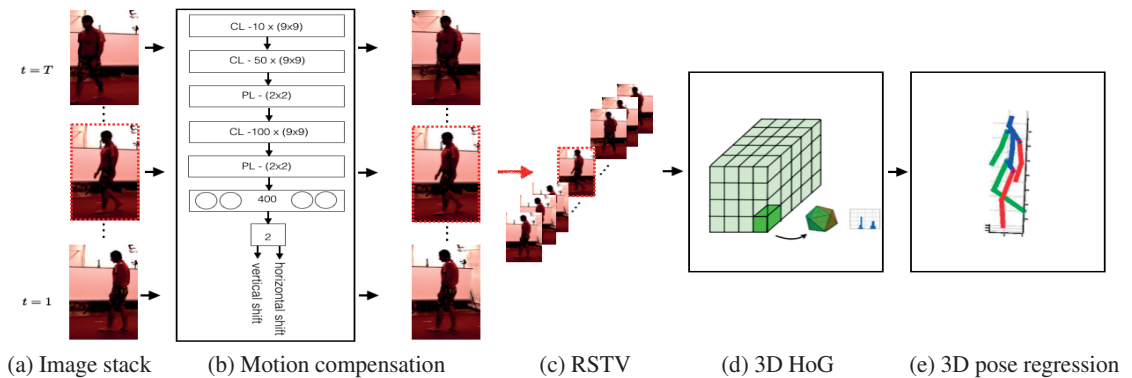 t = T
t = 1
CL -10 x (9x9)
CL - 50 x (9x9)
PL - (2x2)
CL -100 x (9x9)
PL - (2x2)
400
2
vertical shift
horizontal shift
(a) Image stack
(b) Motion compensation
(c) RSTV
(d) 3D HoG
(e) 3D pose regression